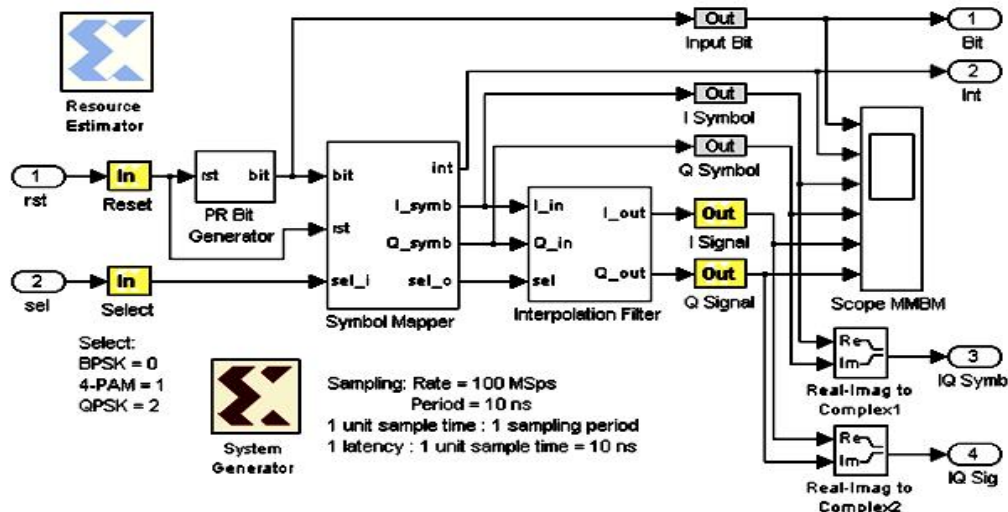 Out
Input Bit
1
Bit
2
Int
Resource
Estimator
Out
I Symbol
Out
Q Symbol
1
rst
In
Reset
rst
bit
PR Bit
Generator
bit
rst
sel_i
int
I_symb
Q_symb
sel_o
Symbol Mapper
I_in
Q_in
sel
I_out
Q_out
Interpolation Filter
Out
I Signal
Out
Q Signal
Scope MMBM
2
sel
In
Select
Select:
BPSK = 0
4-PAM = 1
QPSK = 2
System
Generator
Sampling: Rate = 100 MSps
Period = 10 ns
1 unit sample time : 1 sampling period
1 latency : 1 unit sample time = 10 ns
Re
Im
Real-Imag to
Complex1
3
IQ Symb
Re
Im
Real-Imag to
Complex2
4
IQ Sig